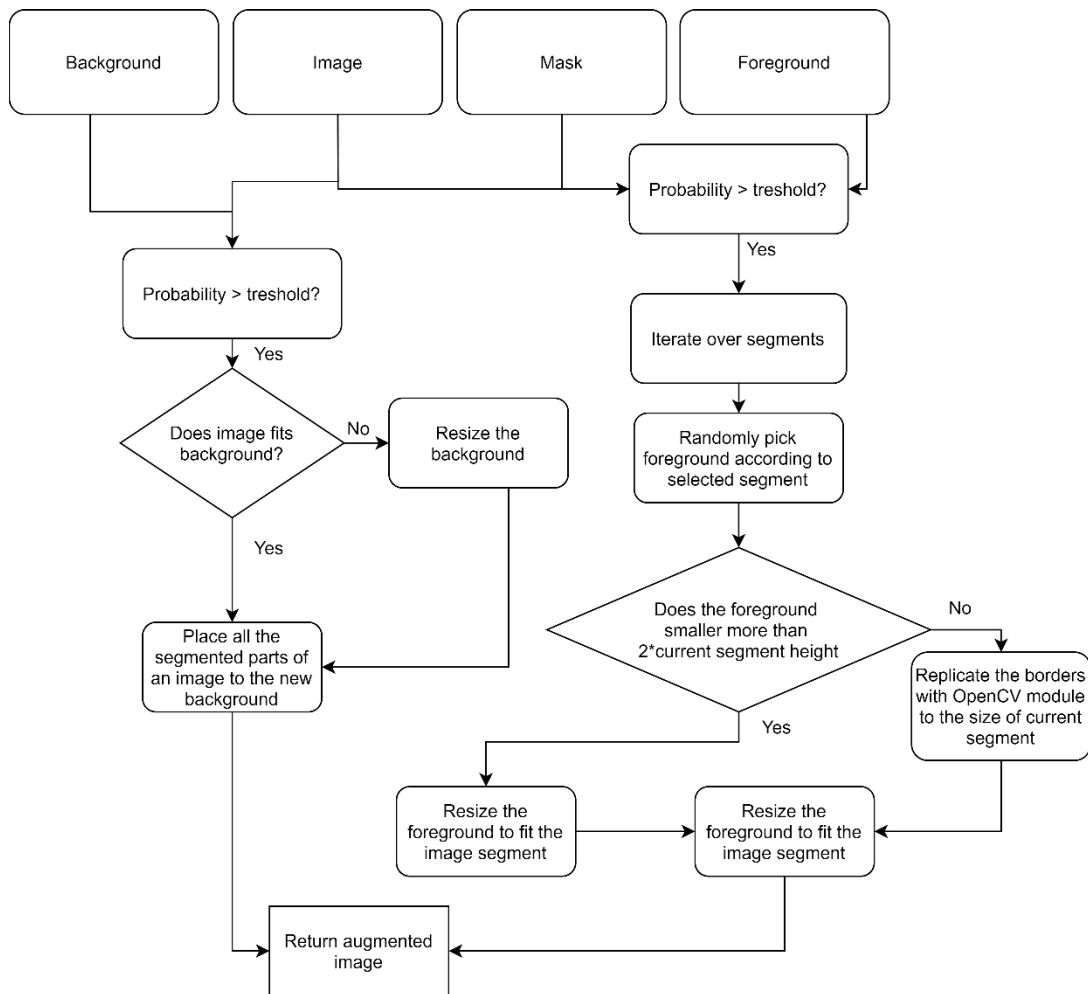 Background
Image
Mask
Foreground
Probability > treshold?
Yes
Probability > treshold?
Yes
Iterate over segments
Does image fits
background?
No
Resize the
background
Randomly pick
foreground according to
selected segment
Yes
Does the foreground
smaller more than
2*current segment height
No
Place all the
segmented parts of
an image to the new
background
Replicate the borders
with OpenCV module
to the size of current
segment
Yes
Resize the
foreground to fit the
image segment
Resize the
foreground to fit the
image segment
Return augmented
image